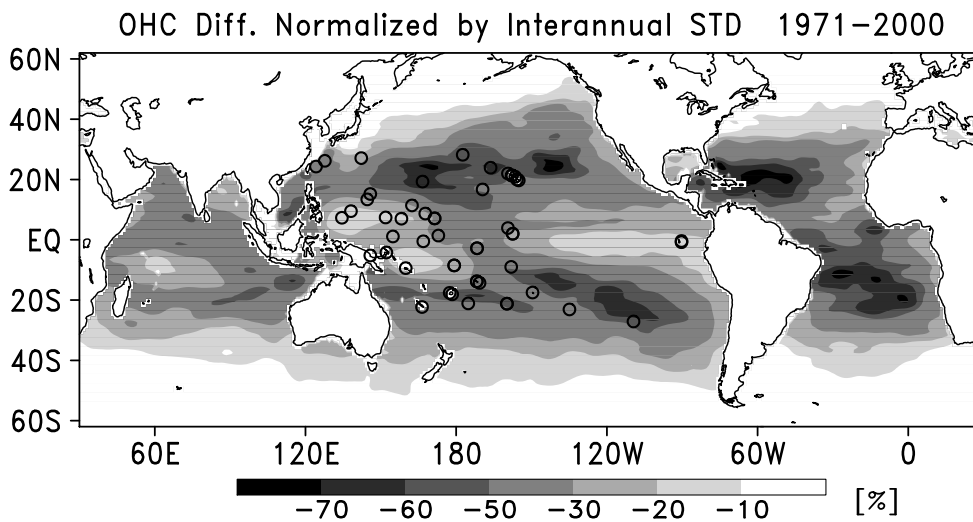 OHC Diff. Normalized by Interannual STD 1971−2000
60N
40N
20N
EQ
20S
40S
60S
60E 120E 180 120W 60W 0
−70 −60 −50 −30 −20 −10 [%]